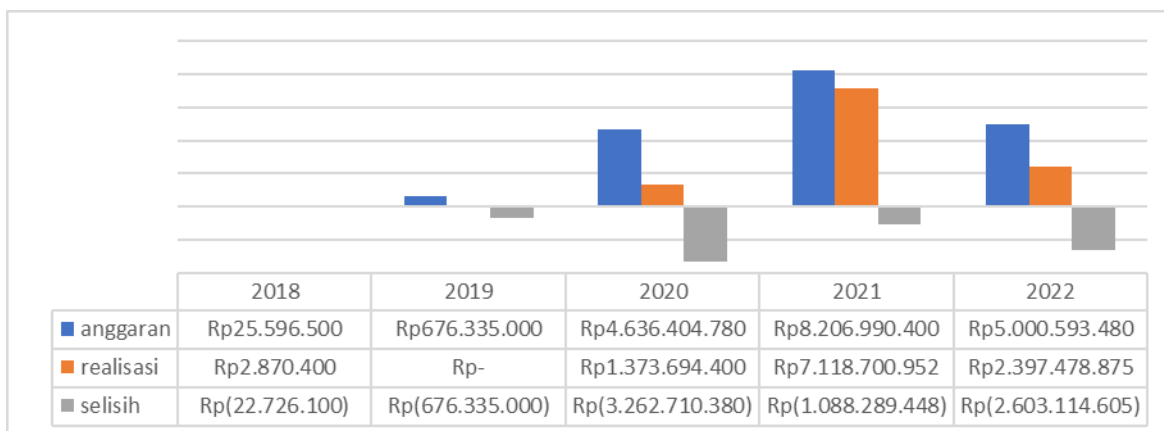 2018 2019 2020 2021 2022
anggaran Rp25.596.500 Rp676.335.000 Rp4.636.404.780 Rp8.206.990.400 Rp5.000.593.480
realisasi Rp2.870.400 Rp- Rp1.373.694.400 Rp7.118.700.952 Rp2.397.478.875
selisih Rp(22.726.100) Rp(676.335.000) Rp(3.262.710.380) Rp(1.088.289.448) Rp(2.603.114.605)